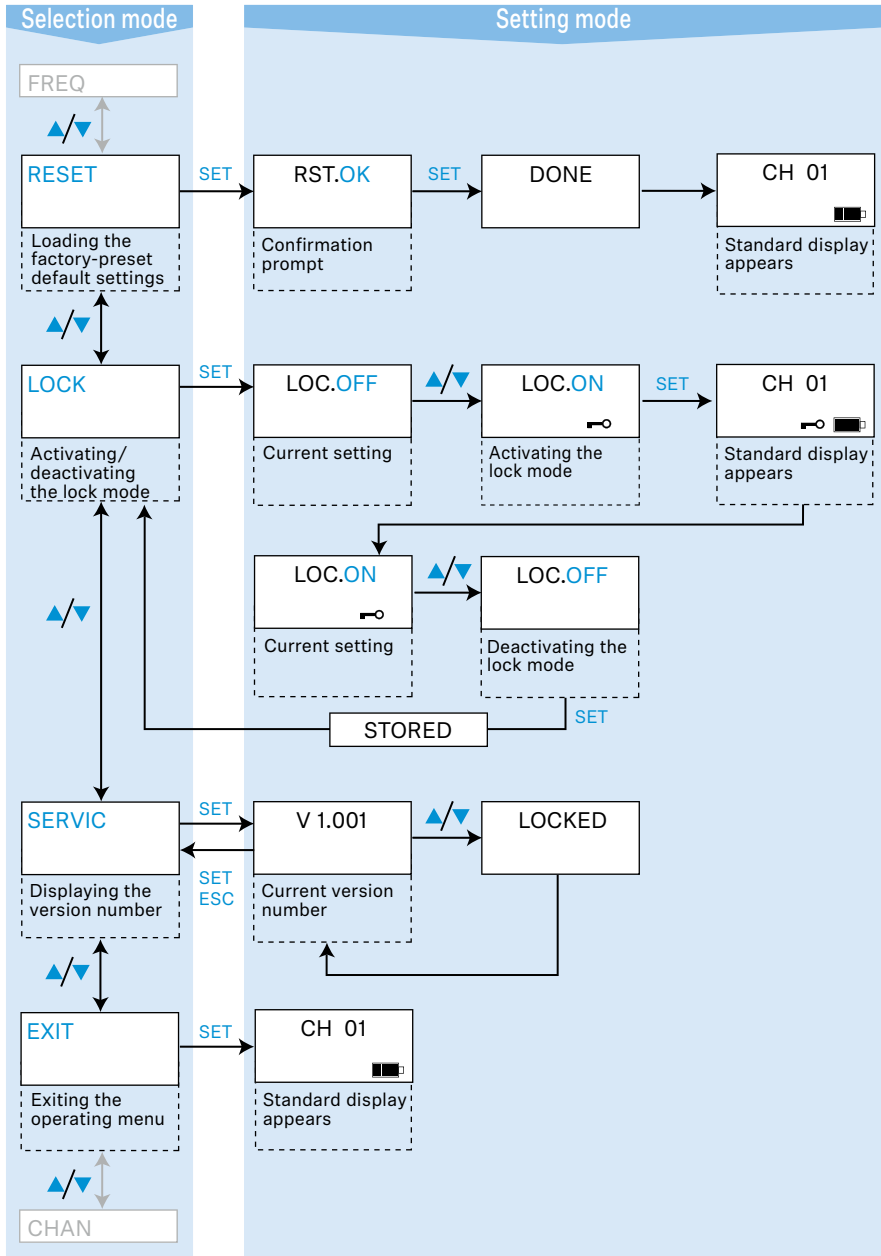 Selection mode
Setting mode
FREQ
▲/▼
RESET
SET
RST.OK
SET
DONE
CH 01
Loading the
factory-preset
default settings
Confirmation
prompt
Standard display
appears
▲/▼
LOCK
SET
LOC.OFF
▲/▼
LOC.ON
SET
CH 01
Activating/
deactivating
the lock mode
Current setting
Activating the
lock mode
Standard display
appears
▲/▼
LOC.ON
▲/▼
LOC.OFF
Current setting
Deactivating the
lock mode
STORED
SET
SERVIC
SET
V 1.001
▲/▼
LOCKED
SET
ESC
Displaying the
version number
Current version
number
▲/▼
EXIT
SET
CH 01
Exiting the
operating menu
Standard display
appears
▲/▼
CHAN